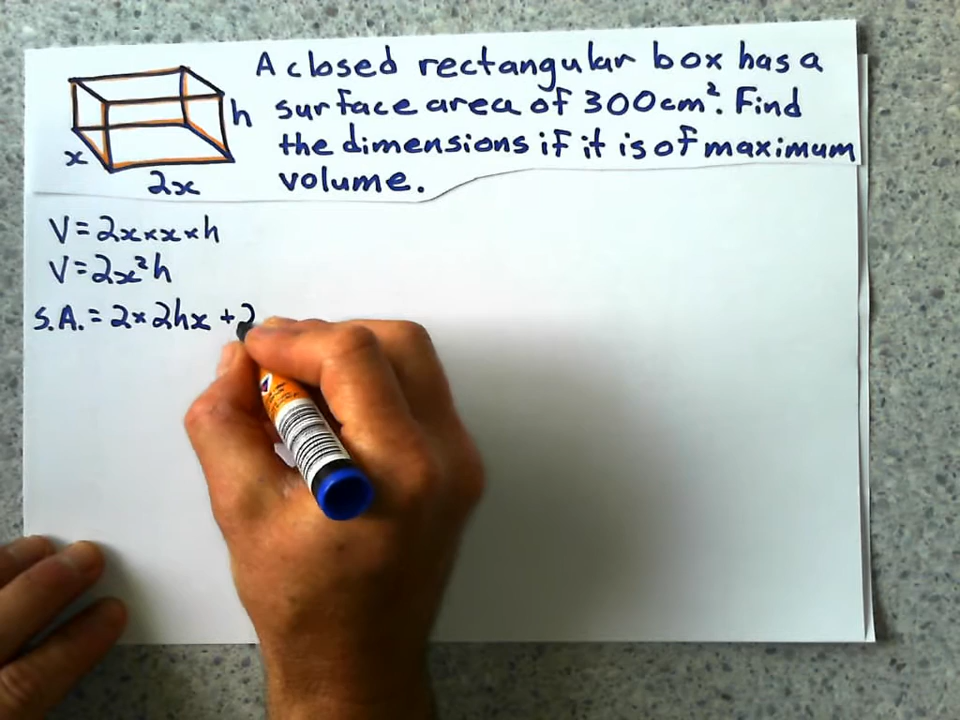 A closed rectangular box has a
surface area of 300cm². Find
the dimensions if it is of maximum
volume.
h
x
2x
V=2x×x×h
V=2x²h
S.A.= 2×2hx +2